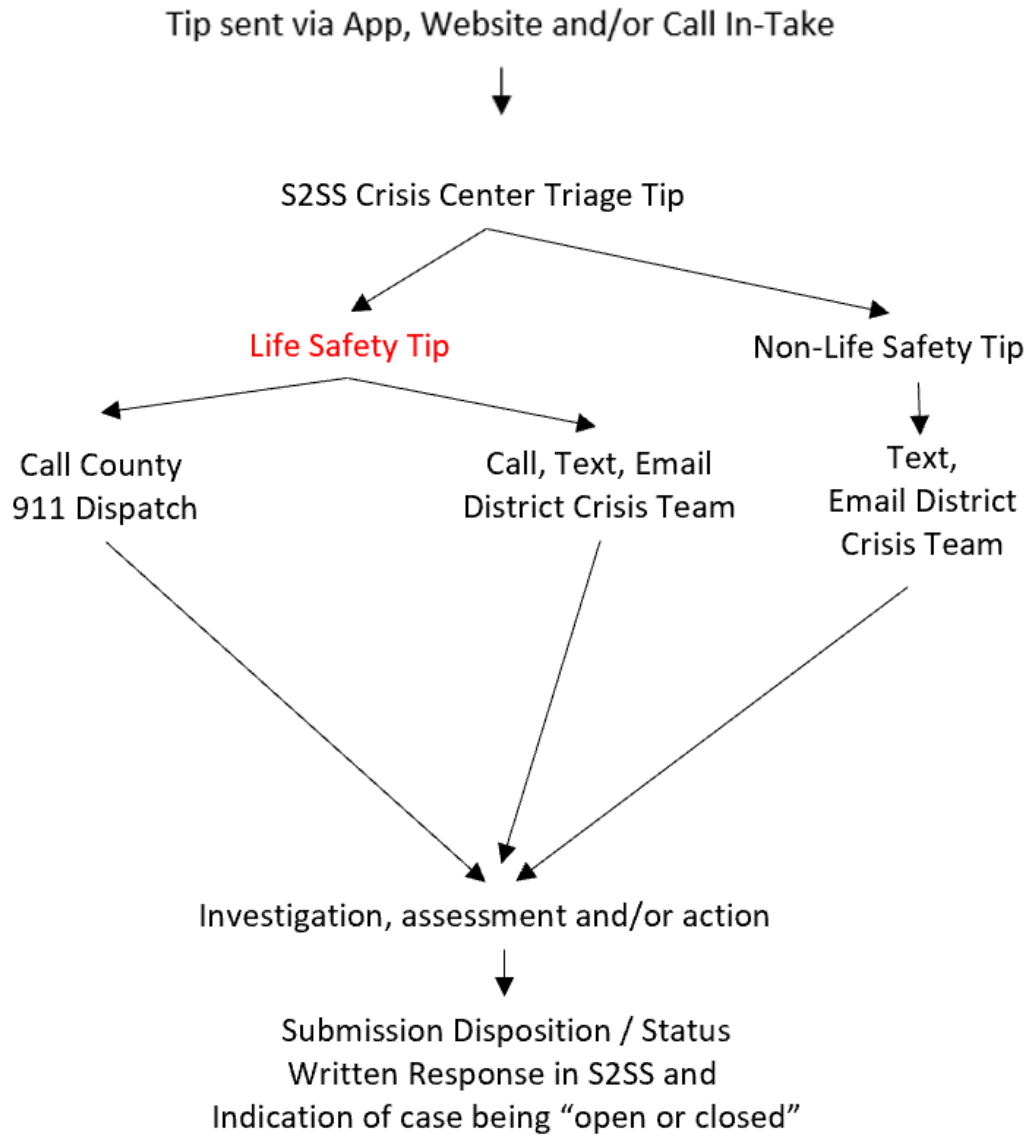 Tip sent via App, Website and/or Call In-Take
S2SS Crisis Center Triage Tip
Life Safety Tip
Non-Life Safety Tip
Call County
911 Dispatch
Call, Text, Email
District Crisis Team
Text,
Email District
Crisis Team
Investigation, assessment and/or action
Submission Disposition / Status
Written Response in S2SS and
Indication of case being “open or closed”